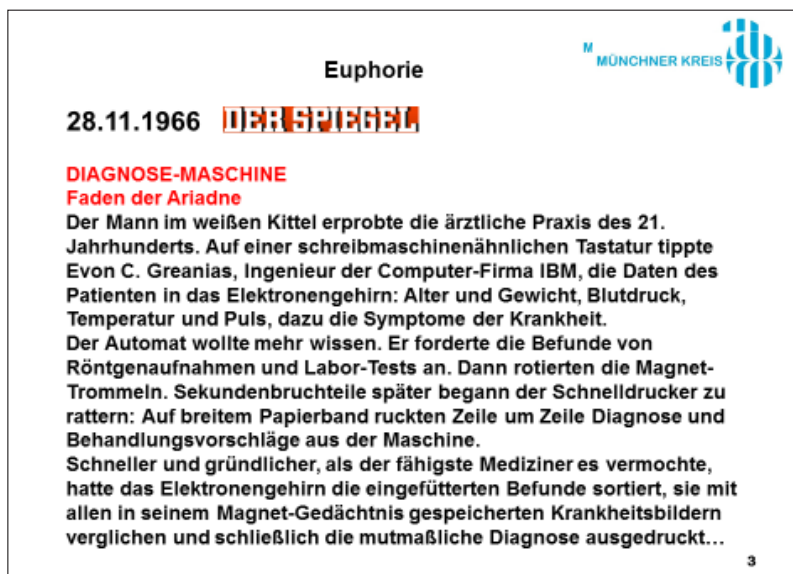 M
MÜNCHNER KREIS
Euphorie
28.11.1966 DER SPIEGEL
DIAGNOSE-MASCHINE
Faden der Ariadne
Der Mann im weißen Kittel erprobte die ärztliche Praxis des 21.
Jahrhunderts. Auf einer schreibmaschinenähnlichen Tastatur tippte
Evon C. Greanias, Ingenieur der Computer-Firma IBM, die Daten des
Patienten in das Elektronengehirn: Alter und Gewicht, Blutdruck,
Temperatur und Puls, dazu die Symptome der Krankheit.
Der Automat wollte mehr wissen. Er forderte die Befunde von
Röntgenaufnahmen und Labor-Tests an. Dann rotierten die Magnet-
Trommeln. Sekundenbruchteile später begann der Schnelldrucker zu
rattern: Auf breitem Papierband ruckten Zeile um Zeile Diagnose und
Behandlungsvorschläge aus der Maschine.
Schneller und gründlicher, als der fähigste Mediziner es vermochte,
hatte das Elektronengehirn die eingefütterten Befunde sortiert, sie mit
allen in seinem Magnet-Gedächtnis gespeicherten Krankheitsbildern
verglichen und schließlich die mutmaßliche Diagnose ausgedruckt…
3